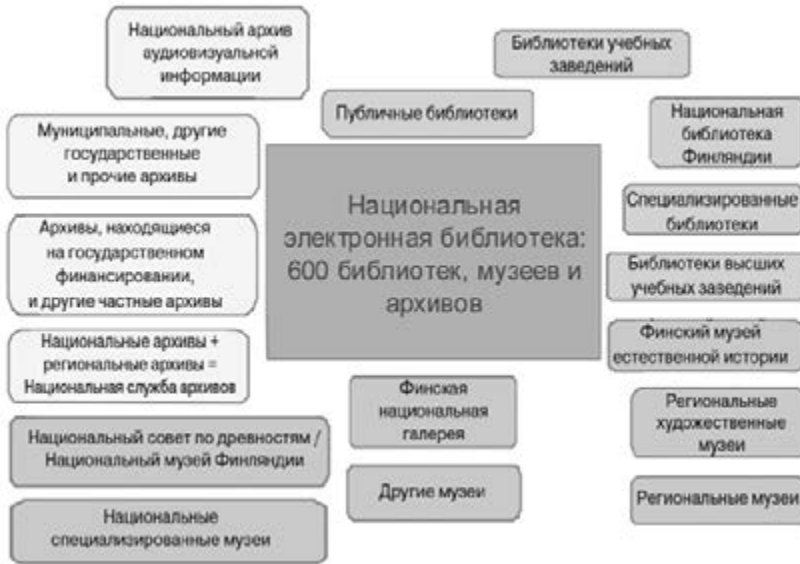 Национальный архив
аудиовизуальной
информации
Библиотеки учебных
заведений
Публичные библиотеки
Национальная
библиотека
Финляндии
Муниципальные, другие
государственные
и прочие архивы
Национальная
электронная библиотека:
600 библиотек, музеев и
архивов
Специализированные
библиотеки
Архивы, находящиеся
на государственном
финансировании,
и другие частные архивы
Библиотеки высших
учебных заведений
Национальные архивы +
региональные архивы =
Национальная служба архивов
Финский музей
естественной истории
Финская
национальная
галерея
Региональные
художественные
музеи
Национальный совет по древностям /
Национальный музей Финляндии
Другие музеи
Региональные музеи
Национальные
специализированные музеи